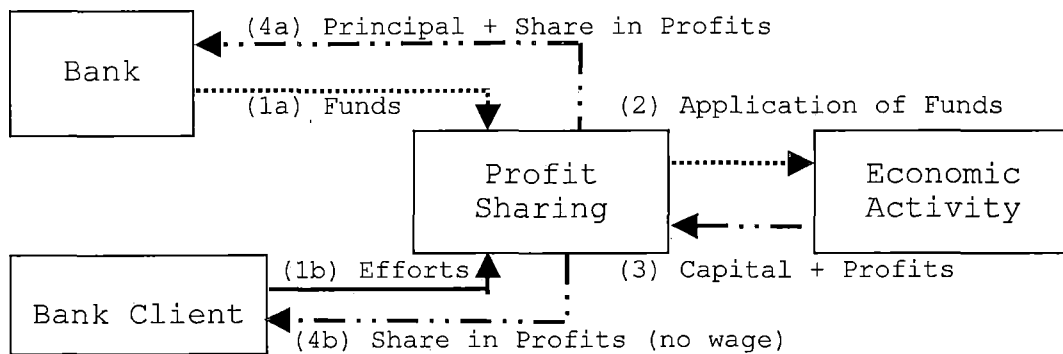 (4a) Principal + Share in Profits
Bank
(1a) Funds
(2) Application of Funds
Profit
Sharing
Economic
Activity
(1b) Efforts
(3) Capital + Profits
Bank Client
(4b) Share in Profits (no wage)